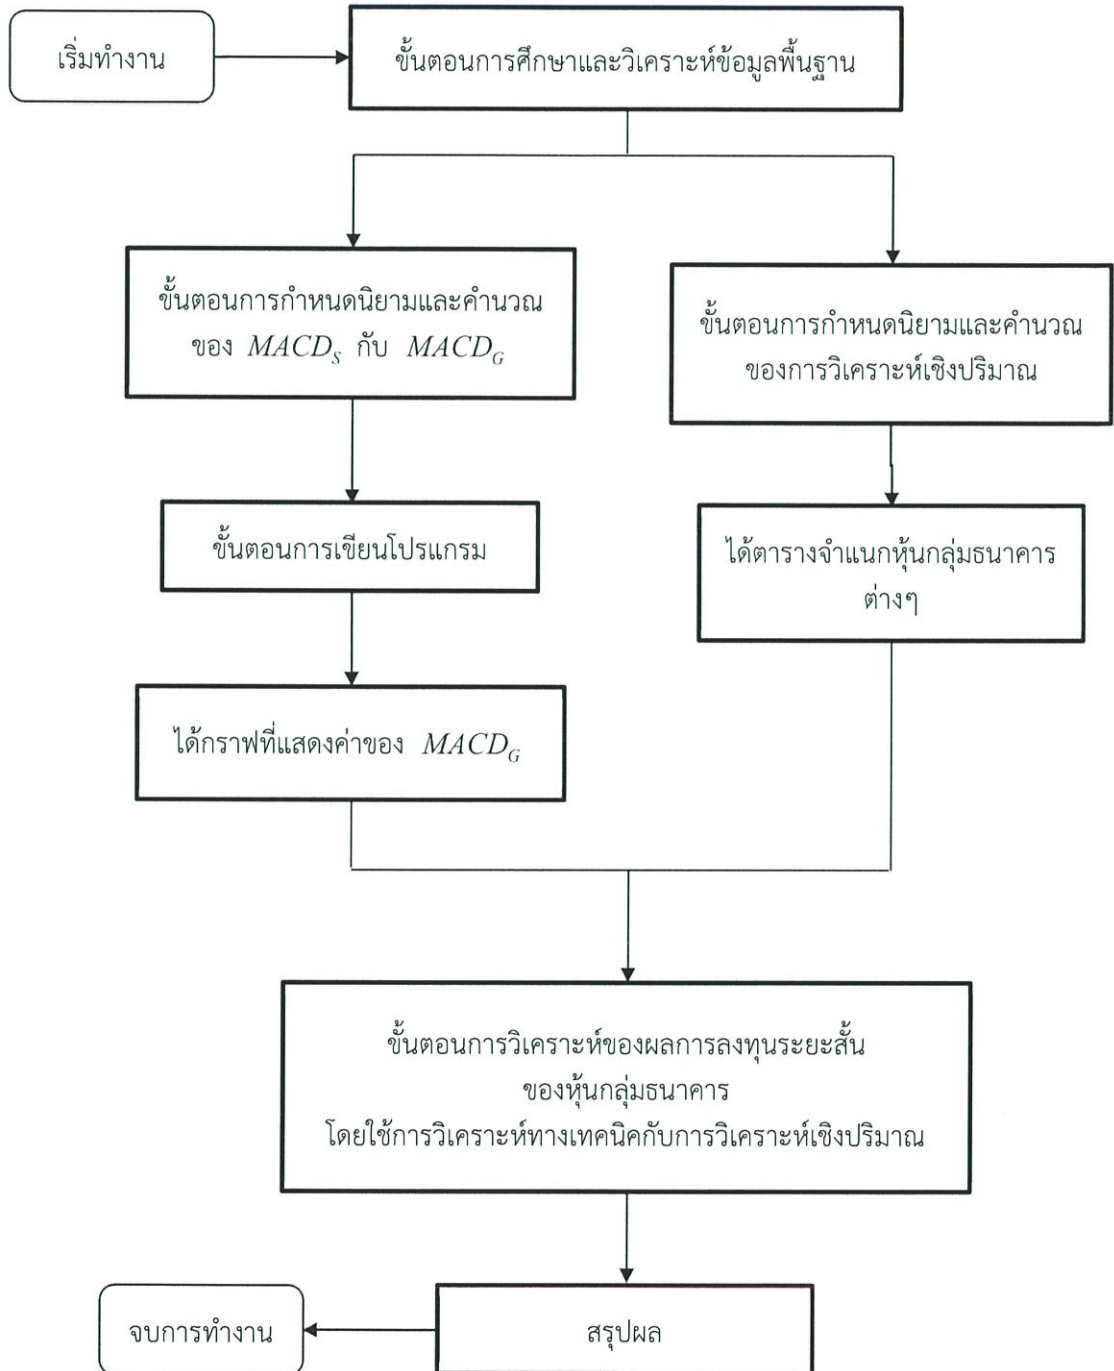 เริ่มทำงาน
ขั้นตอนการศึกษาและวิเคราะห์ข้อมูลพื้นฐาน
ขั้นตอนการกำหนดนิยามและคำนวณ
ของ MACD_S กับ MACD_G
ขั้นตอนการกำหนดนิยามและคำนวณ
ของการวิเคราะห์เชิงปริมาณ
ขั้นตอนการเขียนโปรแกรม
ได้ตารางจำแนกหุ้นกลุ่มธนาคาร
ต่างๆ
ได้กราฟที่แสดงค่าของ MACD_G
ขั้นตอนการวิเคราะห์ของผลการลงทุนระยะสั้น
ของหุ้นกลุ่มธนาคาร
โดยใช้การวิเคราะห์ทางเทคนิคกับการวิเคราะห์เชิงปริมาณ
จบการทำงาน
สรุปผล